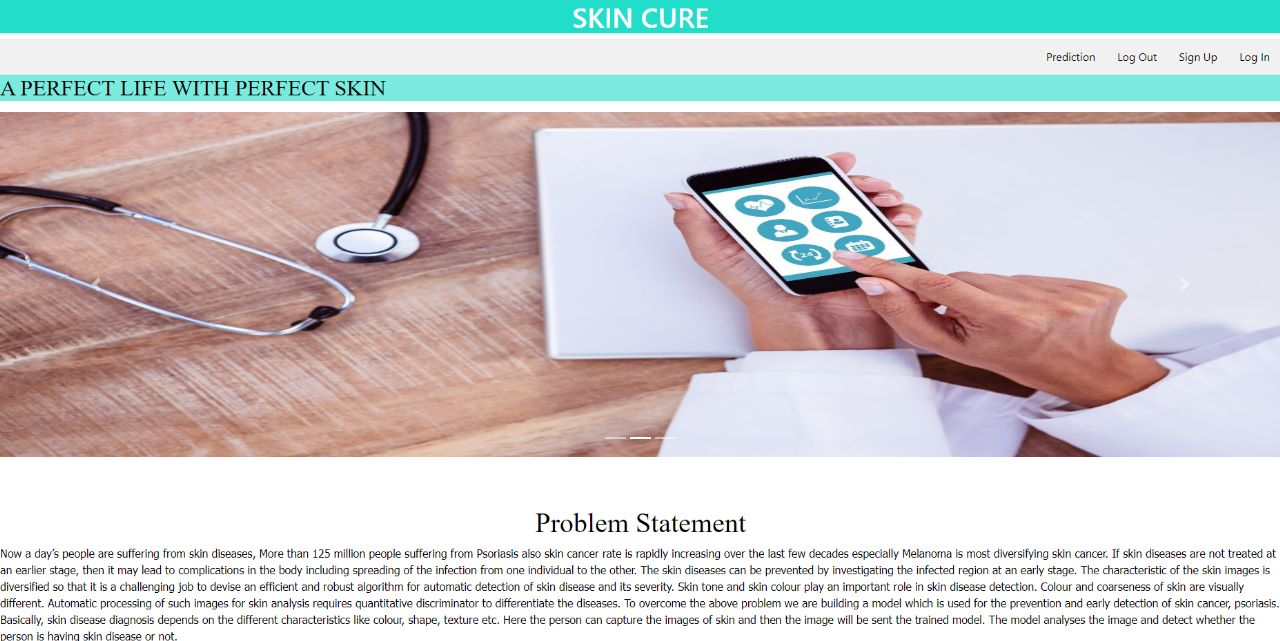 SKIN CURE
Prediction Log Out Sign Up Log In
A PERFECT LIFE WITH PERFECT SKIN
24
Problem Statement
Now a day’s people are suffering from skin diseases, More than 125 million people suffering from Psoriasis also skin cancer rate is rapidly increasing over the last few decades especially Melanoma is most diversifying skin cancer. If skin diseases are not treated at
an earlier stage, then it may lead to complications in the body including spreading of the infection from one individual to the other. The skin diseases can be prevented by investigating the infected region at an early stage. The characteristic of the skin images is
diversified so that it is a challenging job to devise an efficient and robust algorithm for automatic detection of skin disease and its severity. Skin tone and skin colour play an important role in skin disease detection. Colour and coarseness of skin are visually
different. Automatic processing of such images for skin analysis requires quantitative discriminator to differentiate the diseases. To overcome the above problem we are building a model which is used for the prevention and early detection of skin cancer, psoriasis.
Basically, skin disease diagnosis depends on the different characteristics like colour, shape, texture etc. Here the person can capture the images of skin and then the image will be sent the trained model. The model analyses the image and detect whether the
person is having skin disease or not.